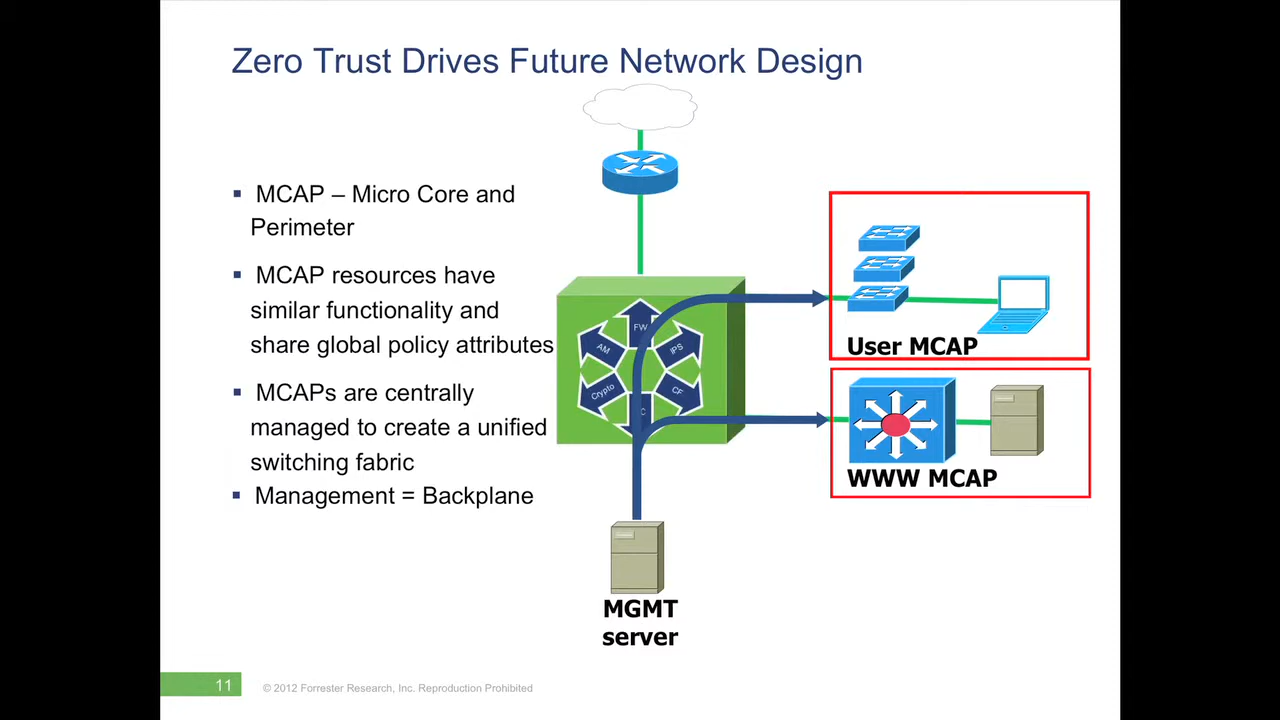 Zero Trust Drives Future Network Design
▪ MCAP – Micro Core and
Perimeter
▪ MCAP resources have
similar functionality and
share global policy attributes
▪ MCAPs are centrally
managed to create a unified
switching fabric
▪ Management = Backplane
FW
AM
IPS
Crypto
CF
C
User MCAP
WWW MCAP
MGMT
server
11
© 2012 Forrester Research, Inc. Reproduction Prohibited